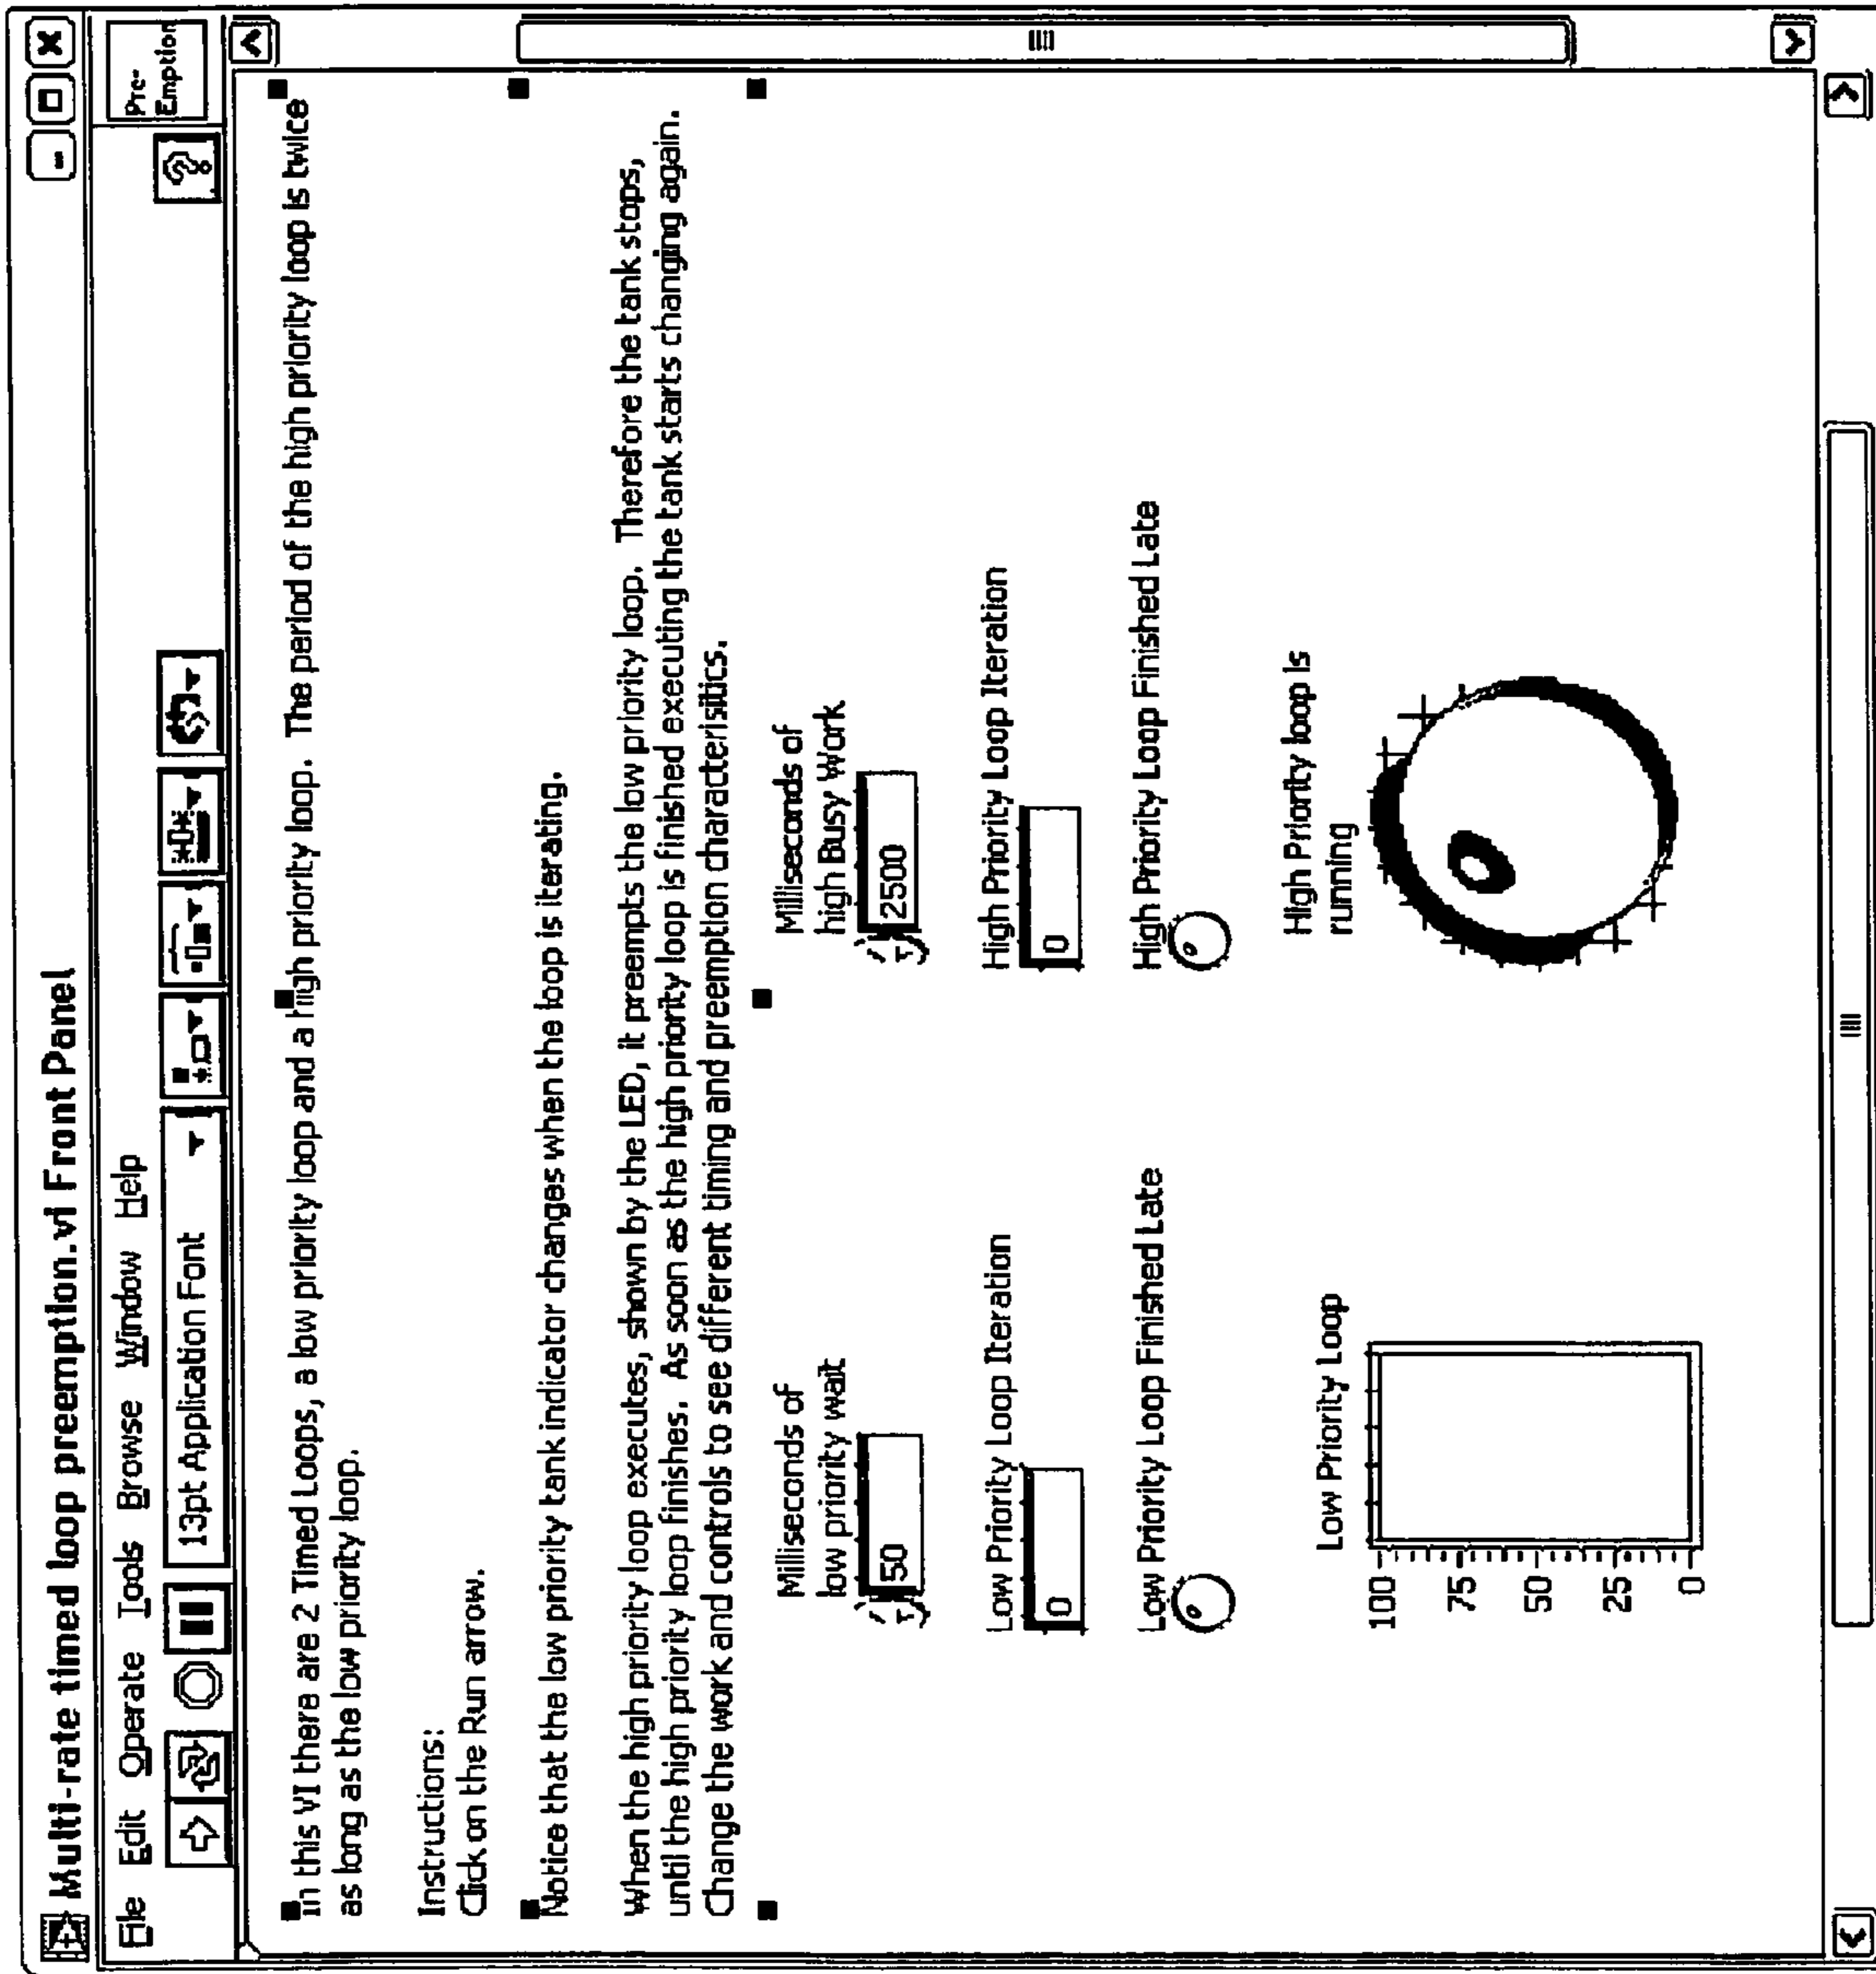 Multi-rate timed loop preemption.vi Front Panel
File Edit Operate Tools Browse Window Help
13pt Application Font
Pre-
Emption
In this VI there are 2 Timed Loops, a low priority loop and a high priority loop. The period of the high priority loop is twice
as long as the low priority loop.
Instructions:
Click on the Run arrow.
Notice that the low priority tank indicator changes when the loop is iterating.
When the high priority loop executes, shown by the LED, it preempts the low priority loop. Therefore the tank stops,
until the high priority loop finishes. As soon as the high priority loop is finished executing the tank starts changing again.
Change the work and controls to see different timing and preemption characterisitics.
Milliseconds of
low priority wait
50
Low Priority Loop Iteration
0
Low Priority Loop Finished Late
Low Priority Loop
100
75
50
25
0
Milliseconds of
high Busy Work
2500
High Priority Loop Iteration
0
High Priority Loop Finished Late
High Priority loop is
running